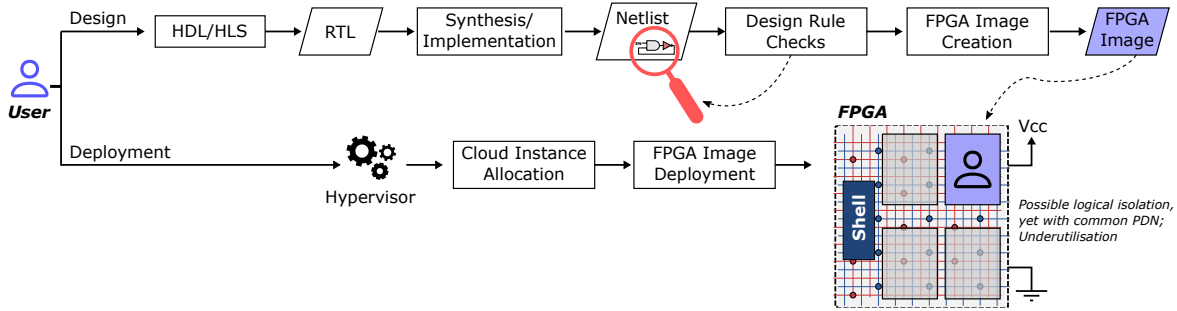 Design
HDL/HLS
RTL
Synthesis/
Implementation
Netlist
Design Rule
Checks
FPGA Image
Creation
FPGA
Image
User
Deployment
Hypervisor
Cloud Instance
Allocation
FPGA Image
Deployment
FPGA
Shell
Vcc
Possible logical isolation,
yet with common PDN;
Underutilisation